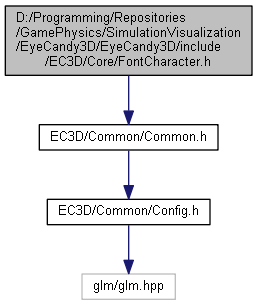 D:/Programming/Repositories
/GamePhysics/SimulationVisualization
/EyeCandy3D/EyeCandy3D/include
/EC3D/Core/FontCharacter.h
EC3D/Common/Common.h
EC3D/Common/Config.h
glm/glm.hpp